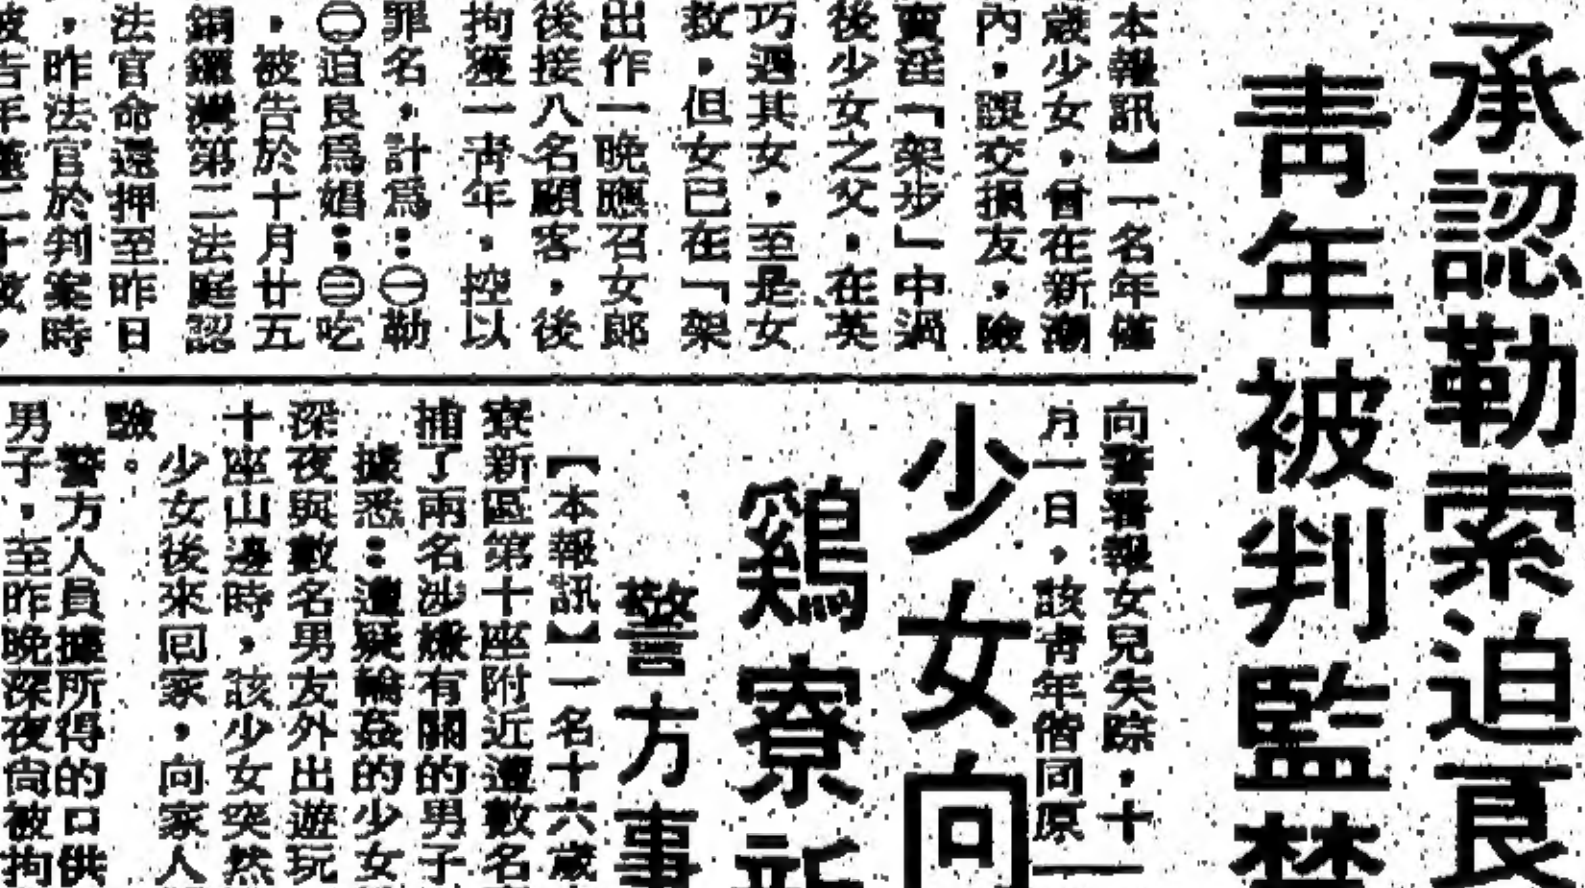 承認勒索迫良
青年被判監禁
本報訊】一名年僅
歲少女，曾在新潮
內，誤交損友，險
賣淫「架步」中過
後少女之父，在英
巧遇其女，至是女
救，但女已在「架
出作一晚應召女郎
後接八名顧客，後
拘獲一青年，控以
罪名，計爲：㊀勒
㊁迫良爲娼；㊂吃
，被告於十月廿五
銅鑼灣第二法庭認
法官命還押至昨日
，昨法官於判案時
被告年僅二十歲，
向警署報女兒失踪，十
月一日，該青年偕同原
少女向
鷄寮新
警方事
【本報訊】一名十六歲
寮新區第十座附近遭數名
捕了兩名涉嫌有關的男子
據悉：遭疑輪姦的少女
深夜與數名男友外出遊玩
十座山邊時，該少女突然
少女後來回家，向家人
驗。
警方人員據所得的口供
男子，至昨晚深夜尙被拘